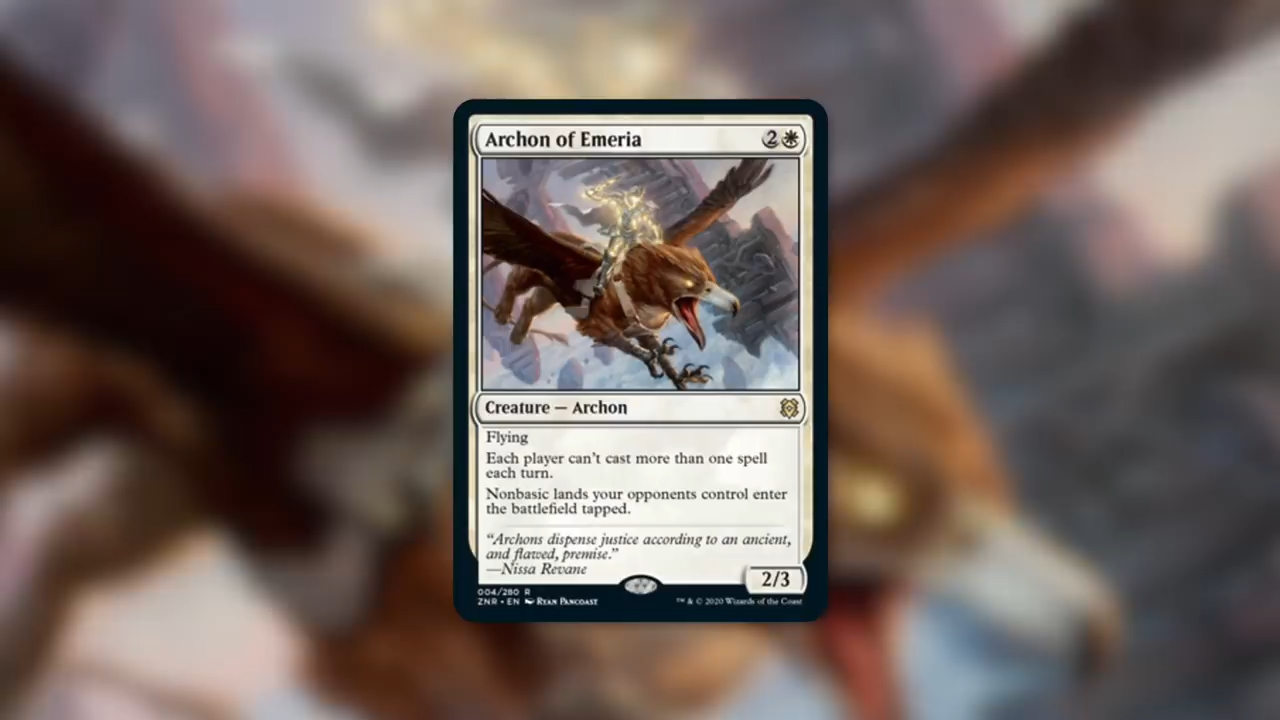 Archon of Emeria 2
Creature — Archon
Flying
Each player can't cast more than one spell
each turn.
Nonbasic lands your opponents control enter
the battlefield tapped.
“Archons dispense justice according to an ancient,
and flawed, premise.”
—Nissa Revane
2/3
004/280 R
ZNR • EN Ryan Pancoast
™ & © 2020 Wizards of the Coast